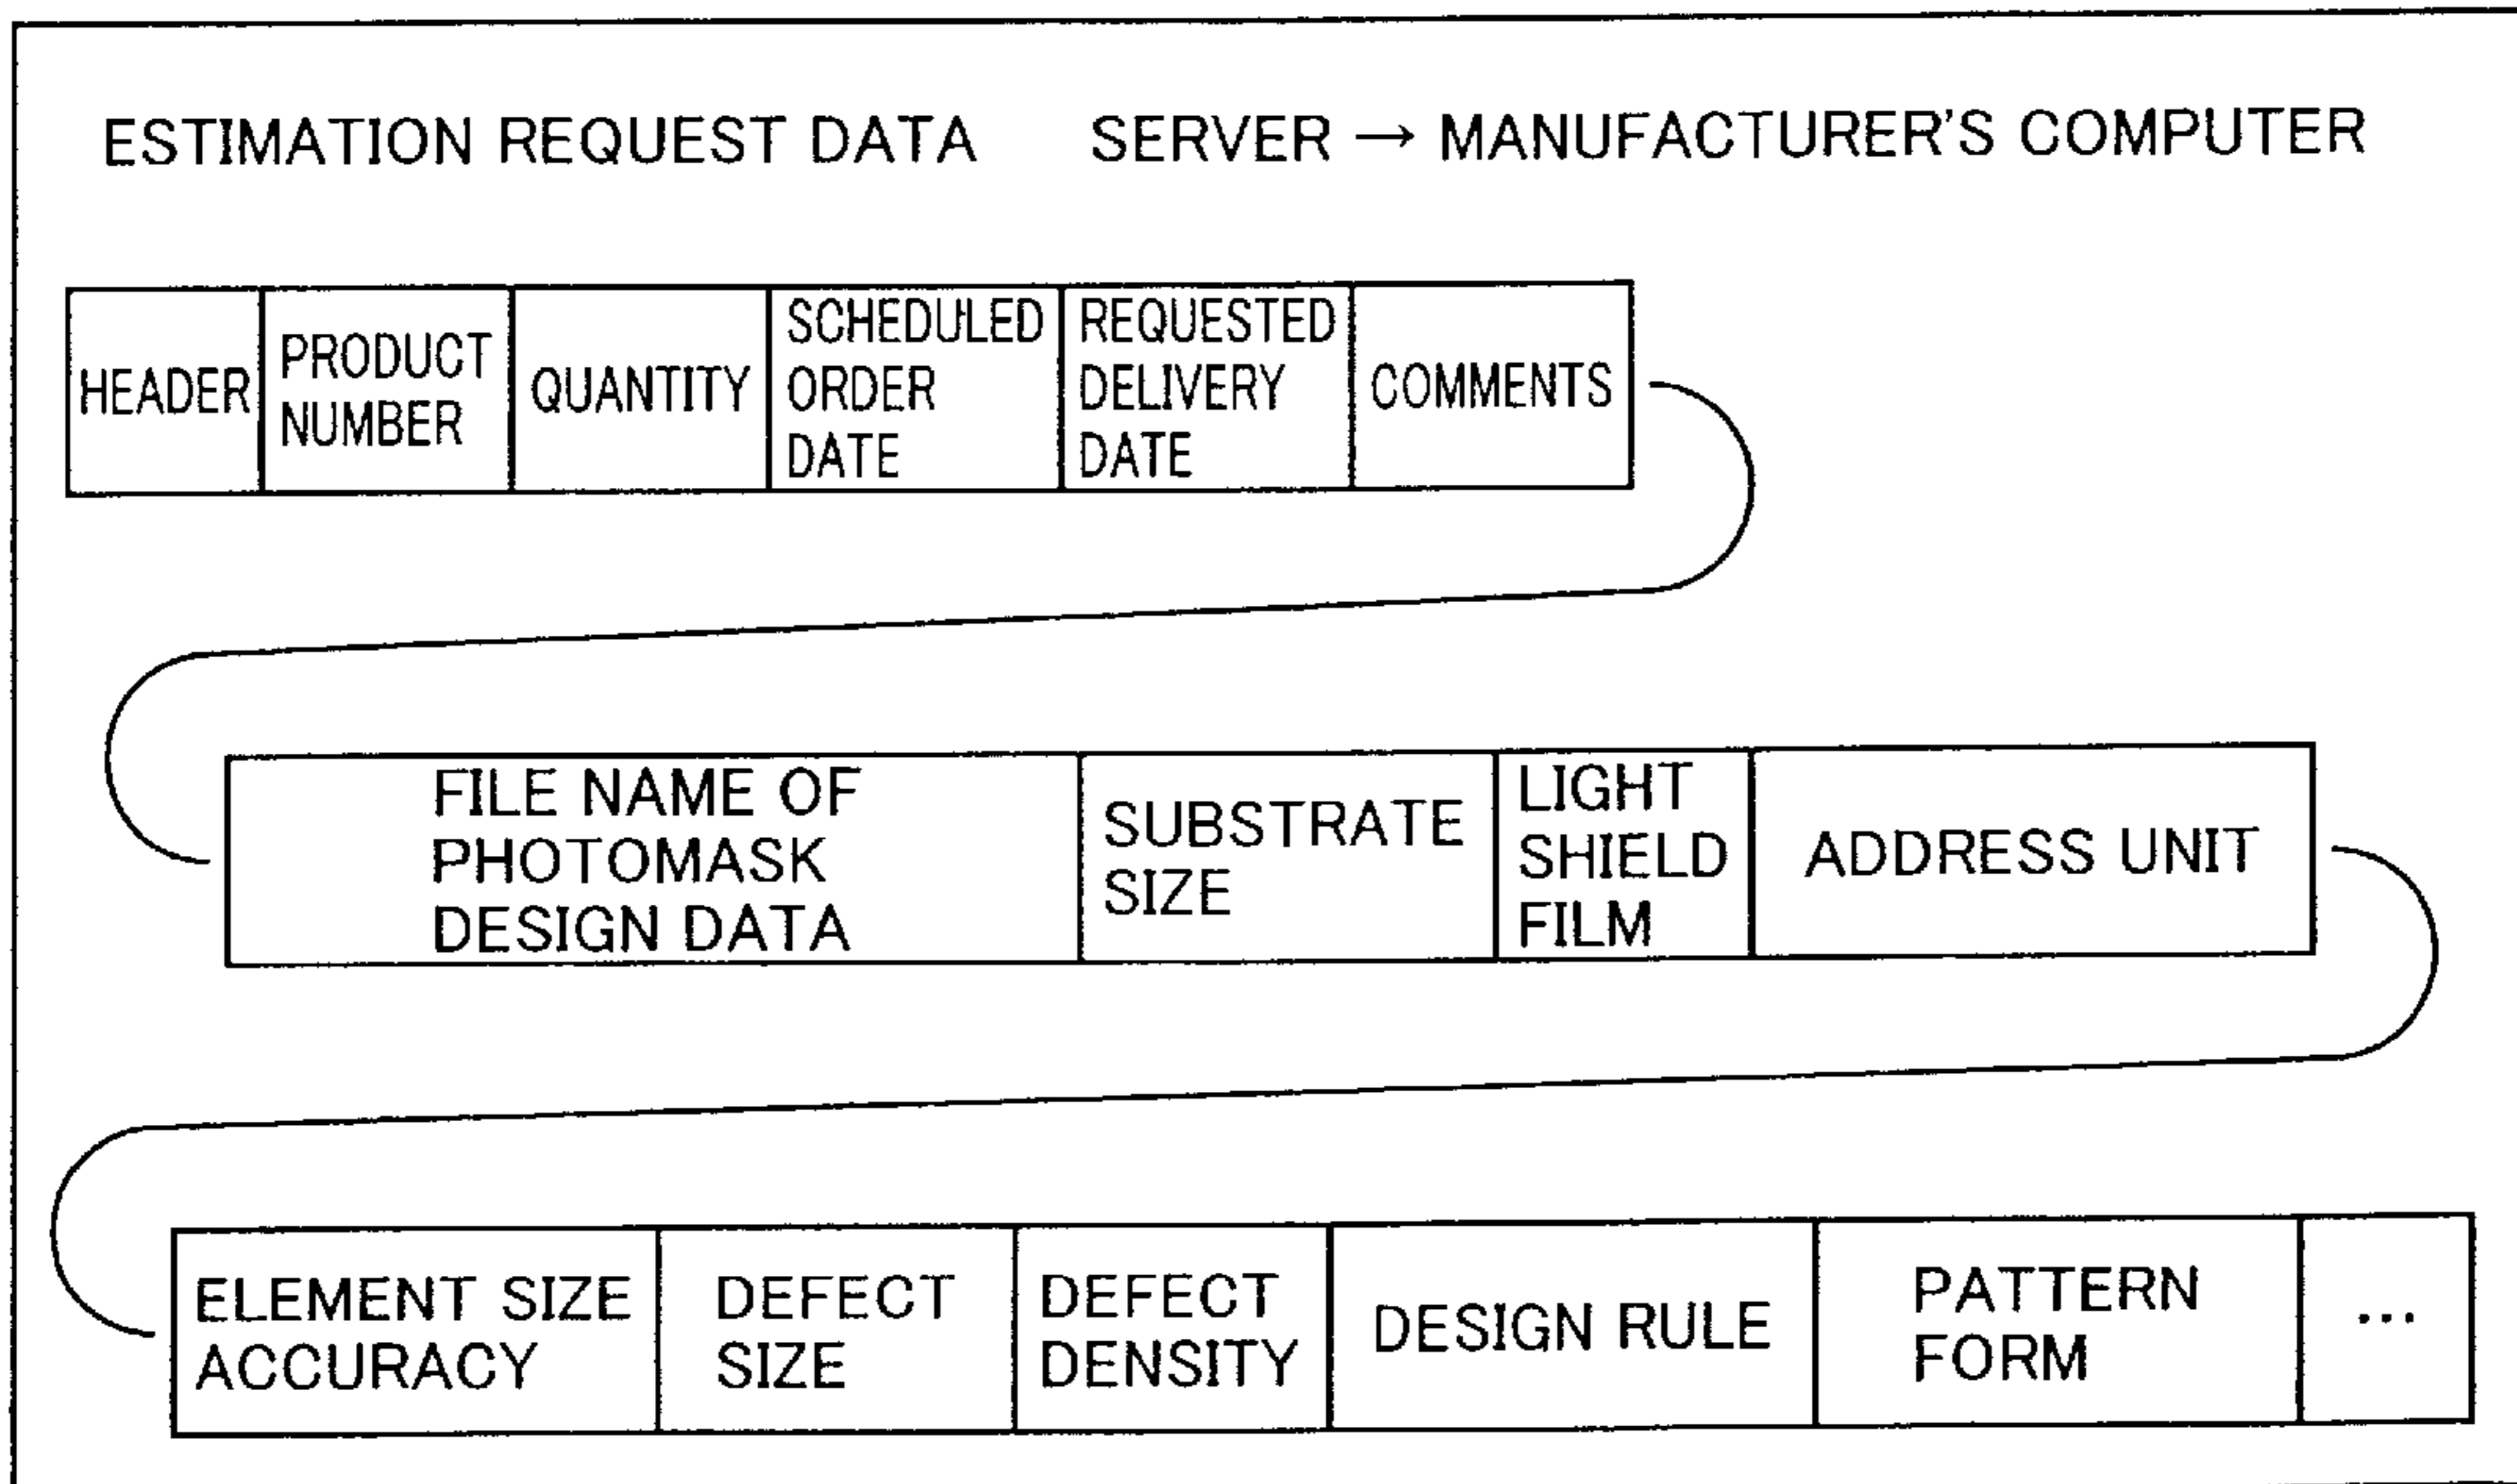 ESTIMATION REQUEST DATA SERVER → MANUFACTURER'S COMPUTER
HEADER
PRODUCT
NUMBER
QUANTITY
SCHEDULED
ORDER
DATE
REQUESTED
DELIVERY
DATE
COMMENTS
FILE NAME OF
PHOTOMASK
DESIGN DATA
SUBSTRATE
SIZE
LIGHT
SHIELD
FILM
ADDRESS UNIT
ELEMENT SIZE
ACCURACY
DEFECT
SIZE
DEFECT
DENSITY
DESIGN RULE
PATTERN
FORM
...